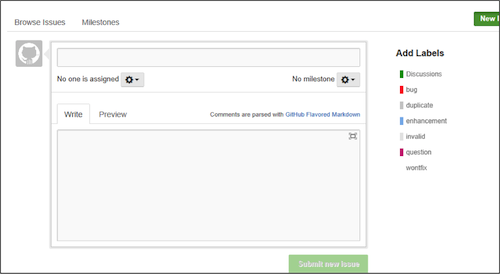 Browse Issues Milestones
New
No one is assigned
No milestone
Write Preview
Comments are parsed with GitHub Flavored Markdown
Submit new issue
Add Labels
Discussions
bug
duplicate
enhancement
invalid
question
wontfix